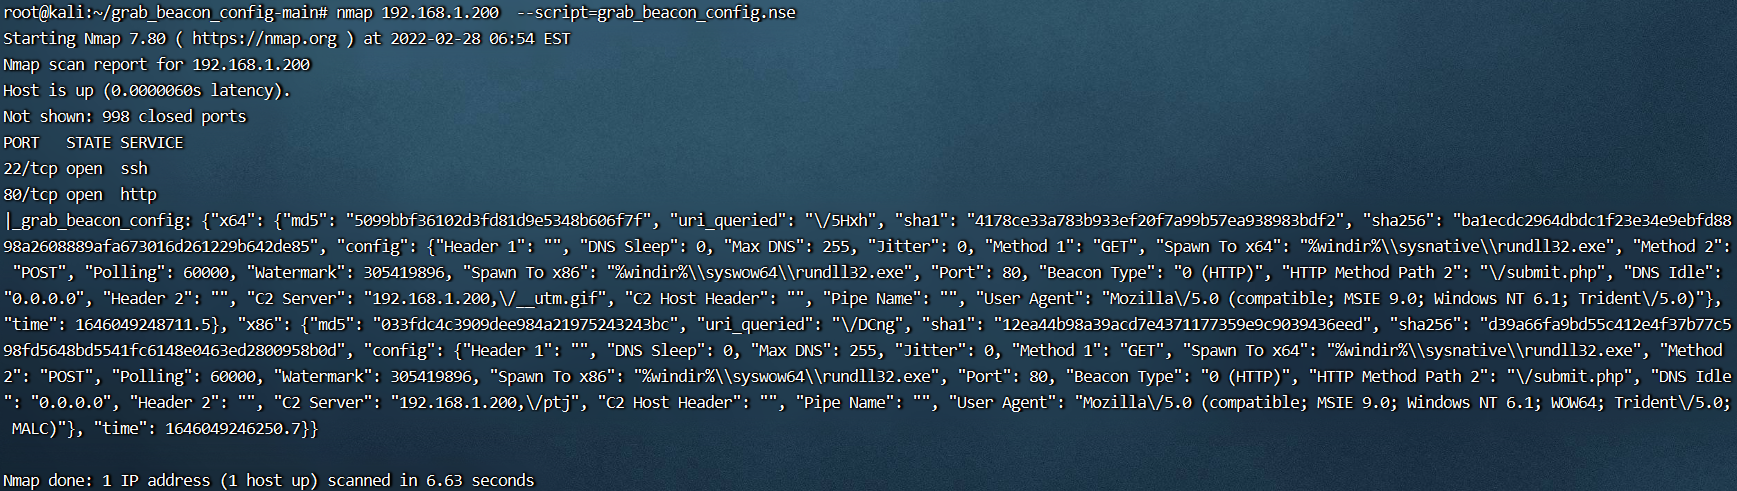 root@kali:~/grab_beacon_config-main# nmap 192.168.1.200  --script=grab_beacon_config.nse
Starting Nmap 7.80 ( https://nmap.org ) at 2022-02-28 06:54 EST
Nmap scan report for 192.168.1.200
Host is up (0.0000060s latency).
Not shown: 998 closed ports
PORT   STATE SERVICE
22/tcp open  ssh
80/tcp open  http
|_grab_beacon_config: {"x64": {"md5": "5099bbf36102d3fd81d9e5348b606f7f", "uri_queried": "\/5Hxh", "sha1": "4178ce33a783b933ef20f7a99b57ea938983bdf2", "sha256": "ba1ecdc2964dbdc1f23e34e9ebfd88
98a2608889afa673016d261229b642de85", "config": {"Header 1": "", "DNS Sleep": 0, "Max DNS": 255, "Jitter": 0, "Method 1": "GET", "Spawn To x64": "%windir%\\sysnative\\rundll32.exe", "Method 2":
 "POST", "Polling": 60000, "Watermark": 305419896, "Spawn To x86": "%windir%\\syswow64\\rundll32.exe", "Port": 80, "Beacon Type": "0 (HTTP)", "HTTP Method Path 2": "\/submit.php", "DNS Idle":
"0.0.0.0", "Header 2": "", "C2 Server": "192.168.1.200,\/__utm.gif", "C2 Host Header": "", "Pipe Name": "", "User Agent": "Mozilla\/5.0 (compatible; MSIE 9.0; Windows NT 6.1; Trident\/5.0)"},
"time": 1646049248711.5}, "x86": {"md5": "033fdc4c3909dee984a21975243243bc", "uri_queried": "\/DCng", "sha1": "12ea44b98a39acd7e4371177359e9c9039436eed", "sha256": "d39a66fa9bd55c412e4f37b77c5
98fd5648bd5541fc6148e0463ed2800958b0d", "config": {"Header 1": "", "DNS Sleep": 0, "Max DNS": 255, "Jitter": 0, "Method 1": "GET", "Spawn To x64": "%windir%\\sysnative\\rundll32.exe", "Method
2": "POST", "Polling": 60000, "Watermark": 305419896, "Spawn To x86": "%windir%\\syswow64\\rundll32.exe", "Port": 80, "Beacon Type": "0 (HTTP)", "HTTP Method Path 2": "\/submit.php", "DNS Idle
": "0.0.0.0", "Header 2": "", "C2 Server": "192.168.1.200,\/ptj", "C2 Host Header": "", "Pipe Name": "", "User Agent": "Mozilla\/5.0 (compatible; MSIE 9.0; Windows NT 6.1; WOW64; Trident\/5.0;
 MALC)"}, "time": 1646049246250.7}}
Nmap done: 1 IP address (1 host up) scanned in 6.63 seconds